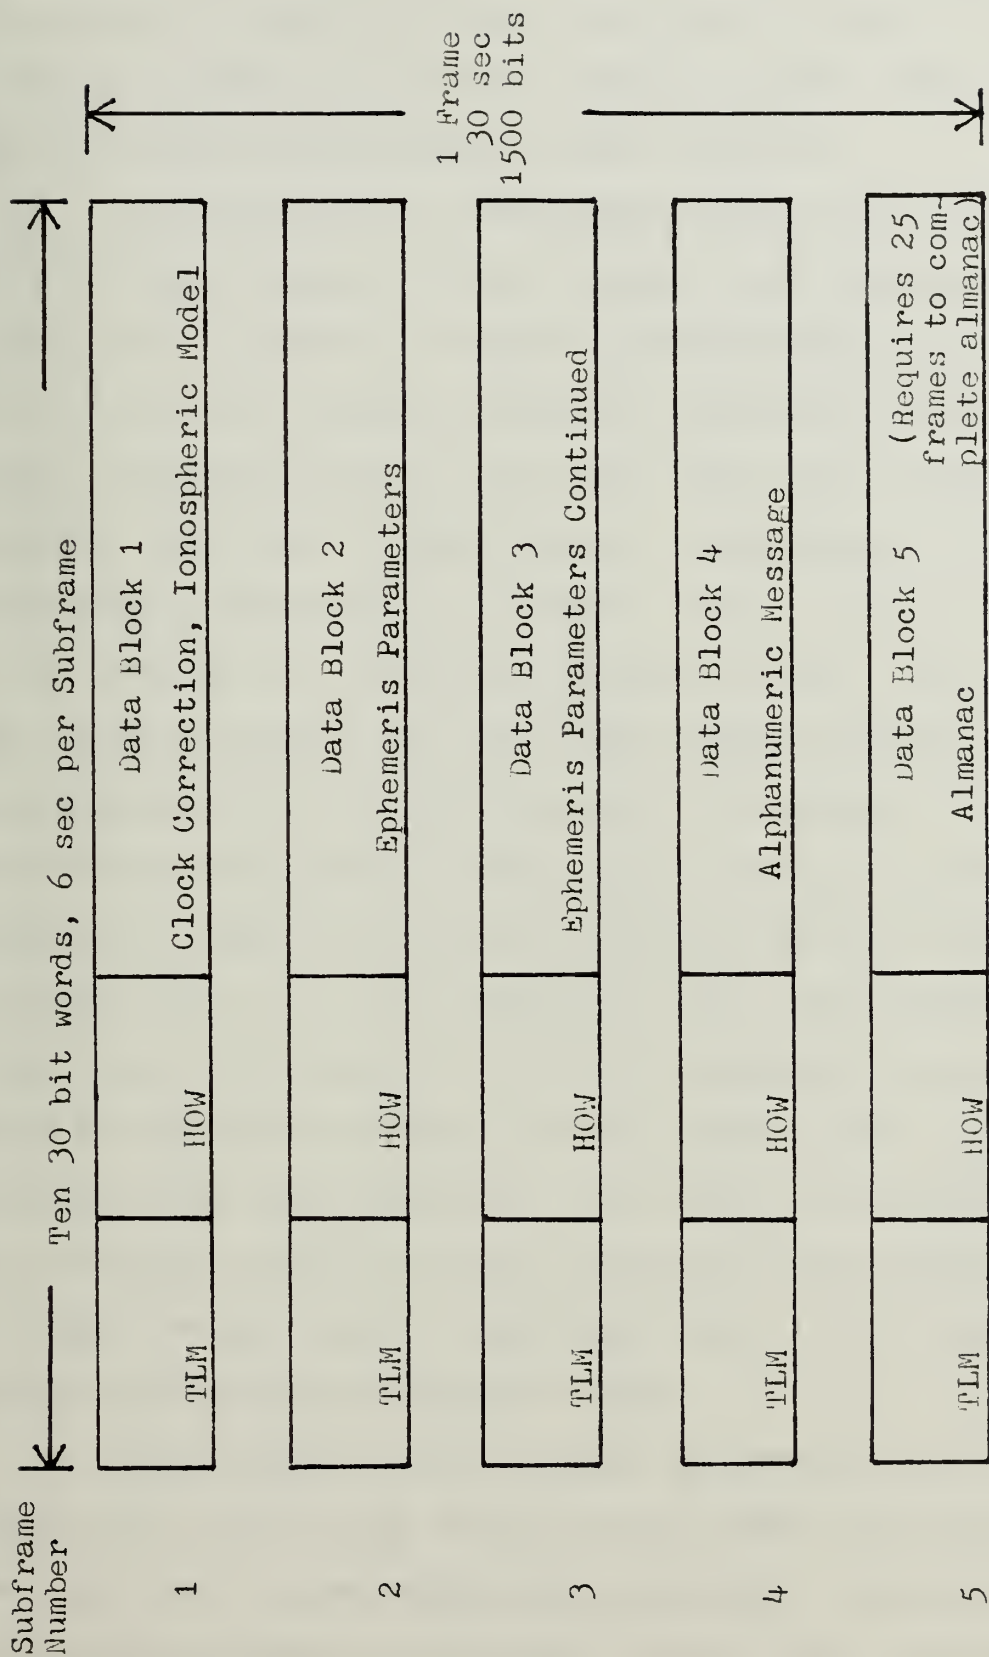 Subframe
Number
Ten 30 bit words, 6 sec per Subframe
1
TLM
HOW
Data Block 1
Clock Correction, Ionospheric Model
2
TLM
HOW
Data Block 2
Ephemeris Parameters
3
TLM
HOW
Data Block 3
Ephemeris Parameters Continued
4
TLM
HOW
Data Block 4
Alphanumeric Message
5
TLM
HOW
Data Block 5
Almanac
(Requires 25
frames to com-
plete almanac)
1 Frame
30 sec
1500 bits